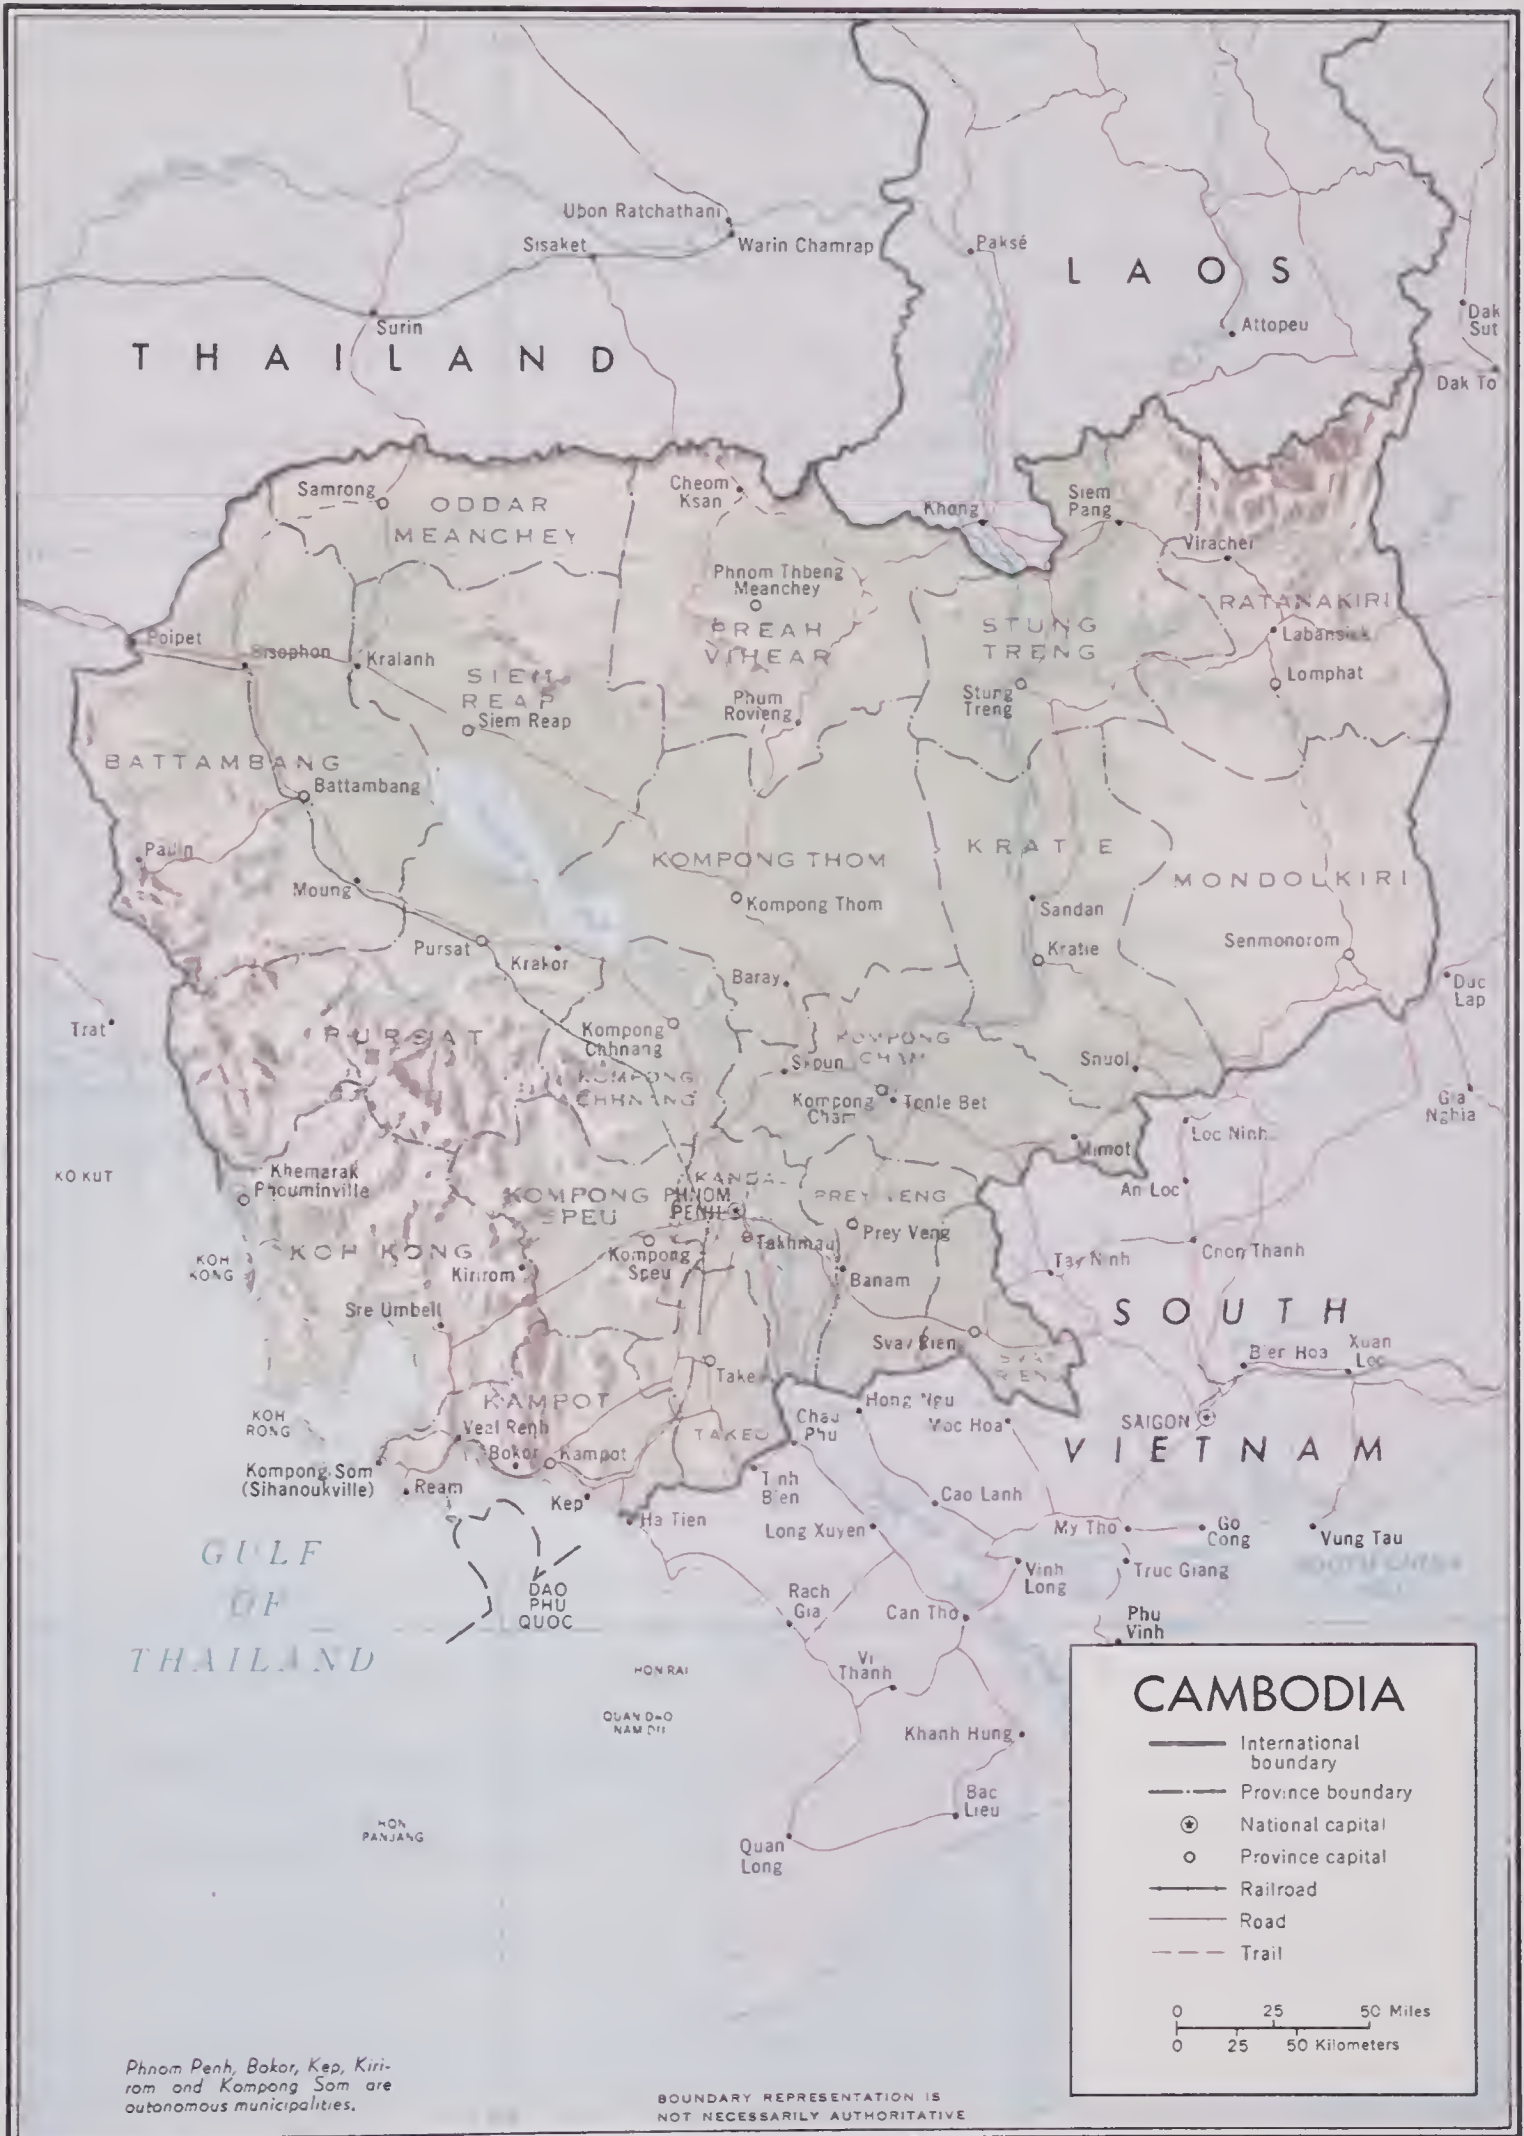 Ubon Ratchathani
Warin Chamrap
Sisaket
Paksé
LAOS
Surin
Attopeu
Dak
Sut
THAILAND
Dak To
Samrong
ODDAR
MEANCHEY
Cheom
Ksan
Khong
Siem
Pang
Viracher
Phnom Thbeng
Meanchey
PREAH
VIHEAR
STUNG
TRENG
RATANAKIRI
Labansiek
Lomphat
Poipet
Sisophon
Kralanh
SIEM
REAP
Siem Reap
Phum
Rovieng
Stung
Treng
BATTAMBANG
Battambang
Pailin
Moung
KOMPONG THOM
Kompong Thom
KRATIE
MONDOLKIRI
Sandan
Kratie
Senmonorom
Pursat
Krakor
Baray
Duc
Lap
Trat
PURSAT
Kompong
Chhnang
KOMPONG
CHHNANG
KOMPONG
CHAM
Skoun
Snuol
Kompong
Cham
Tonle Bet
Gia
Nghia
Loc Ninh
Mimot
KO KUT
Khemarak
Phouminville
KOMPONG
SPEU
KANDAL
PHNOM
PENH
PREY VENG
An Loc
KOH KONG
KOH
KONG
Kompong
Speu
Takhmau
Prey Veng
Tay Ninh
Chon Thanh
Kirirom
Banam
Sre Umbell
SOUTH
Svay Rien
SVAY
RIENG
Bien Hoa
Xuan
Loc
Take
KAMPOT
KOH
RONG
Veal Renh
Bokor
Kampot
TAKEO
Chau
Phu
Hong Ngu
Moc Hoa
SAIGON
VIETNAM
Kompong Som
(Sihanoukville)
Ream
Kep
Tinh
Bien
Ha Tien
Cao Lanh
Long Xuyen
My Tho
Go
Cong
Vung Tau
SOUTH CHINA
GULF
OF
THAILAND
DAO
PHU
QUOC
Rach
Gia
Can Tho
Vinh
Long
Truc Giang
Phu
Vinh
HON RAI
Vi
Thanh
QUAN DAO
NAM DU
Khanh Hung
Bac
Lieu
HON
PANJANG
Quan
Long
CAMBODIA
International
boundary
Province boundary
National capital
Province capital
Railroad
Road
Trail
0 25 50 Miles
0 25 50 Kilometers
Phnom Penh, Bokor, Kep, Kiri-
rom and Kompong Som are
autonomous municipalities.
BOUNDARY REPRESENTATION IS
NOT NECESSARILY AUTHORITATIVE